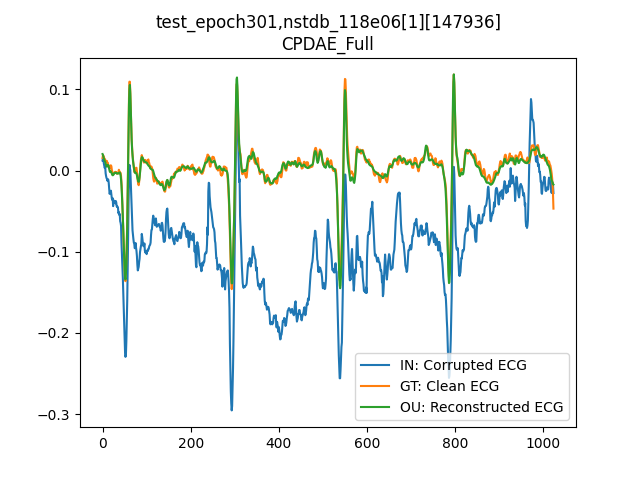 test_epoch301,nstdb_118e06[1][147936]
CPDAE_Full
0.1
0.0
−0.1
−0.2
−0.3
IN: Corrupted ECG
GT: Clean ECG
OU: Reconstructed ECG
0 200 400 600 800 1000